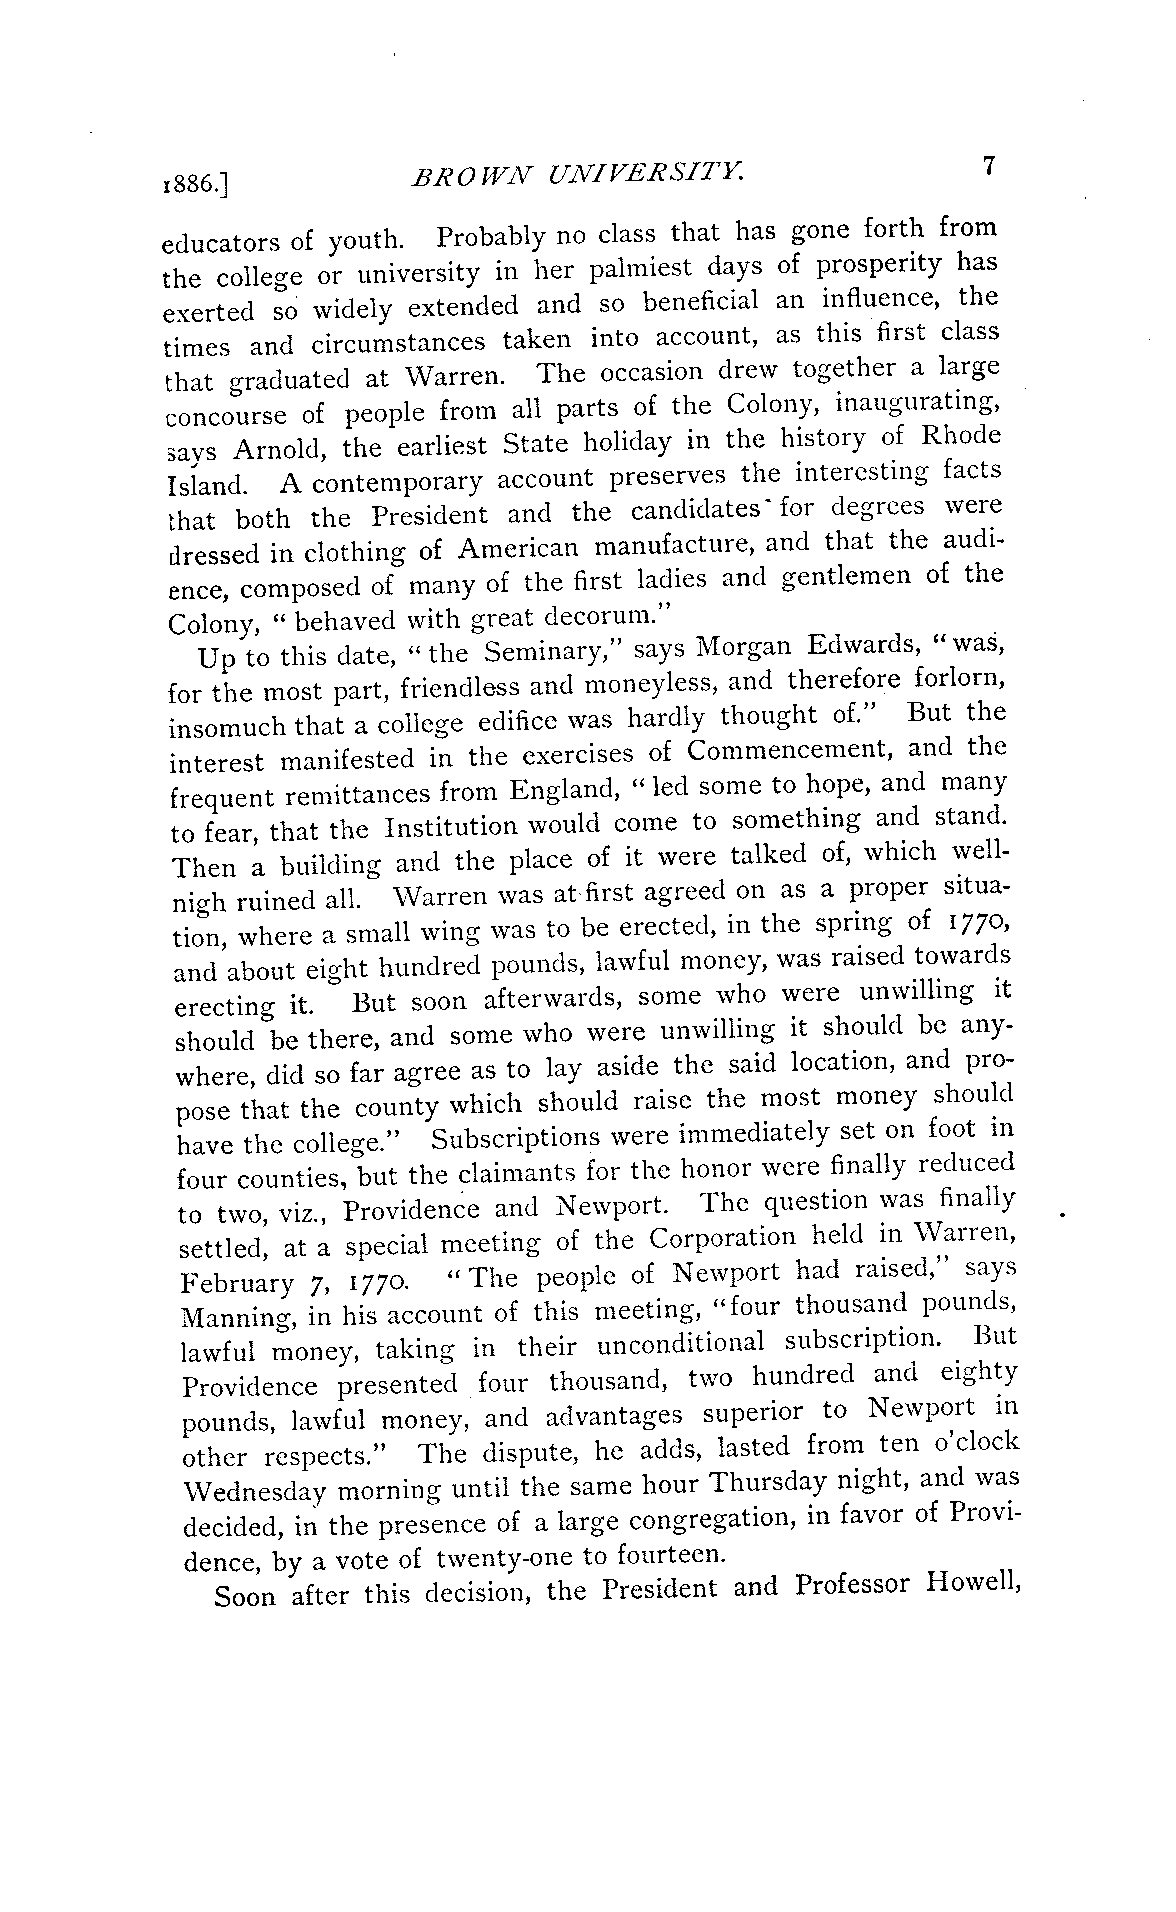 1886.] BROWN UNIVERSITY. 7
educators of youth. Probably no class that has gone forth from
the college or university in her palmiest days of prosperity has
exerted so widely extended and so beneficial an influence, the
times and circumstances taken into account, as this first class
that graduated at Warren. The occasion drew together a large
concourse of people from all parts of the Colony, inaugurating,
says Arnold, the earliest State holiday in the history of Rhode
Island. A contemporary account preserves the interesting facts
that both the President and the candidates for degrees were
dressed in clothing of American manufacture, and that the audi-
ence, composed of many of the first ladies and gentlemen of the
Colony, “ behaved with great decorum.”
Up to this date, “ the Seminary,” says Morgan Edwards, “ was,
for the most part, friendless and moneyless, and therefore forlorn,
insomuch that a college edifice was hardly thought of.” But the
interest manifested in the exercises of Commencement, and the
frequent remittances from England, “ led some to hope, and many
to fear, that the Institution would come to something and stand.
Then a building and the place of it were talked of, which well-
nigh ruined all. Warren was at first agreed on as a proper situa-
tion, where a small wing was to be erected, in the spring of 1770,
and about eight hundred pounds, lawful money, was raised towards
erecting it. But soon afterwards, some who were unwilling it
should be there, and some who were unwilling it should be any-
where, did so far agree as to lay aside the said location, and pro-
pose that the county which should raise the most money should
have the college.” Subscriptions were immediately set on foot in
four counties, but the claimants for the honor were finally reduced
to two, viz., Providence and Newport. The question was finally
settled, at a special meeting of the Corporation held in Warren,
February 7, 1770. “ The people of Newport had raised,” says
Manning, in his account of this meeting, “four thousand pounds,
lawful money, taking in their unconditional subscription. But
Providence presented four thousand, two hundred and eighty
pounds, lawful money, and advantages superior to Newport in
other respects.” The dispute, he adds, lasted from ten o’clock
Wednesday morning until the same hour Thursday night, and was
decided, in the presence of a large congregation, in favor of Provi-
dence, by a vote of twenty-one to fourteen.
Soon after this decision, the President and Professor Howell,